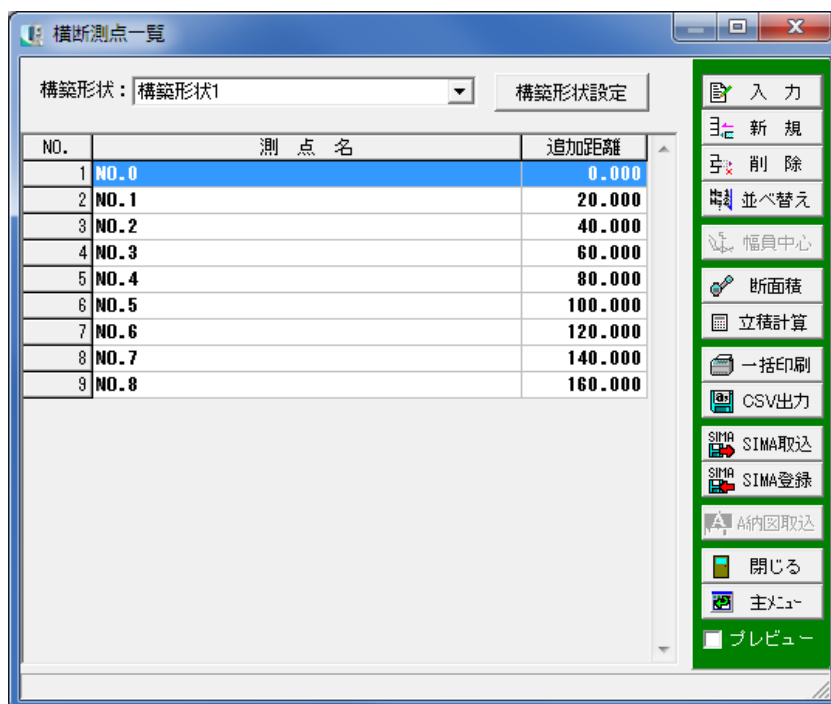 横断測点一覧
構築形状：構築形状1 構築形状設定
NO. 測 点 名 追加距離
1 NO.0 0.000
2 NO.1 20.000
3 NO.2 40.000
4 NO.3 60.000
5 NO.4 80.000
6 NO.5 100.000
7 NO.6 120.000
8 NO.7 140.000
9 NO.8 160.000
入 力
新 規
削 除
並べ替え
幅員中心
断面積
立積計算
一括印刷
CSV出力
SIMA SIMA取込
SIMA SIMA登録
A納図取込
閉じる
主ﾒﾆｭｰ
プレビュー